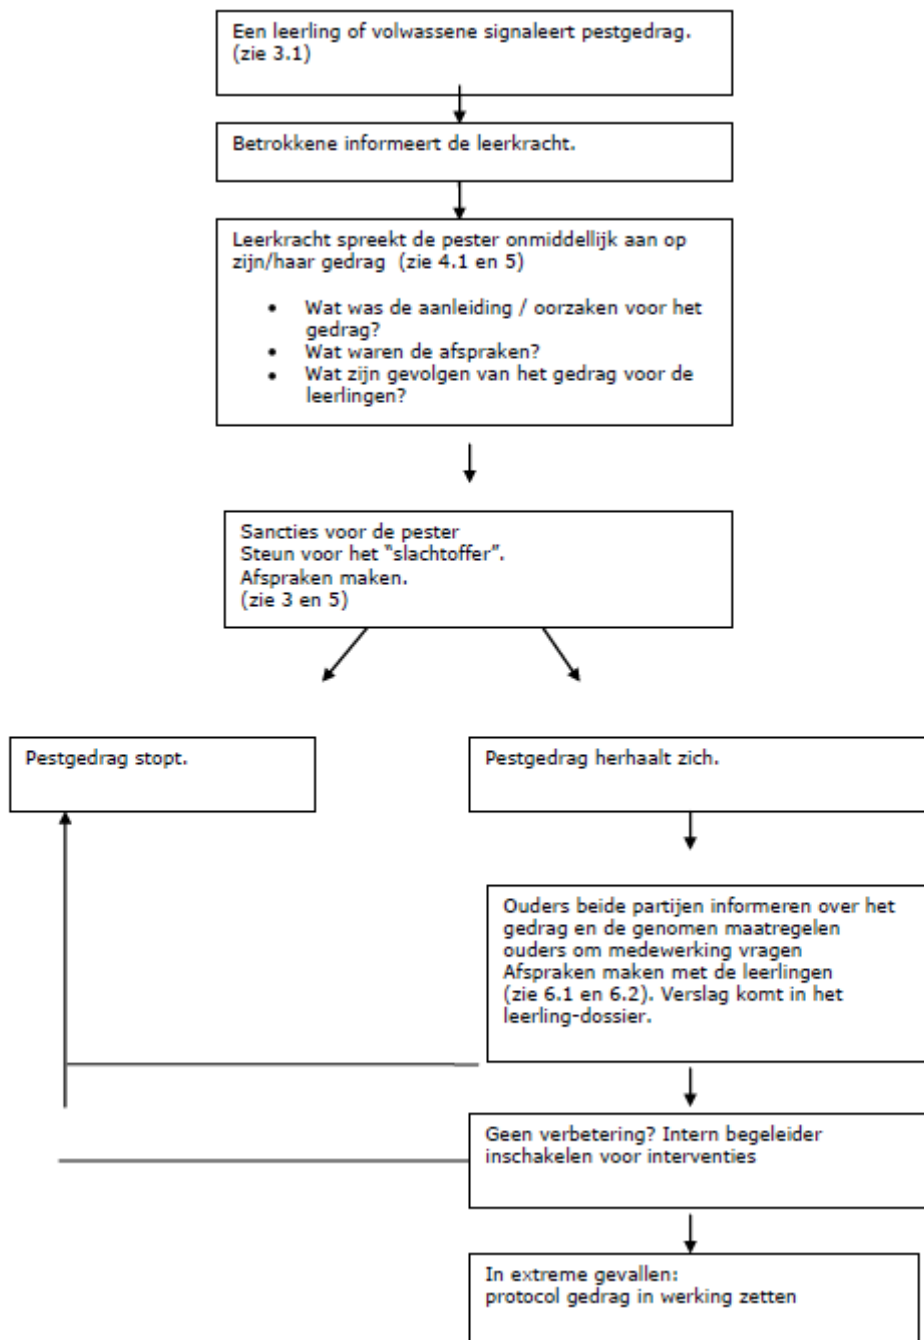 Een leerling of volwassene signaleert pestgedrag.
(zie 3.1)
Betrokkene informeert de leerkracht.
Leerkracht spreekt de pester onmiddellijk aan op
zijn/haar gedrag (zie 4.1 en 5)
• Wat was de aanleiding / oorzaken voor het
gedrag?
• Wat waren de afspraken?
• Wat zijn gevolgen van het gedrag voor de
leerlingen?
Sancties voor de pester
Steun voor het “slachtoffer”.
Afspraken maken.
(zie 3 en 5)
Pestgedrag stopt.
Pestgedrag herhaalt zich.
Ouders beide partijen informeren over het
gedrag en de genomen maatregelen
ouders om medewerking vragen
Afspraken maken met de leerlingen
(zie 6.1 en 6.2). Verslag komt in het
leerling-dossier.
Geen verbetering? Intern begeleider
inschakelen voor interventies
In extreme gevallen:
protocol gedrag in werking zetten